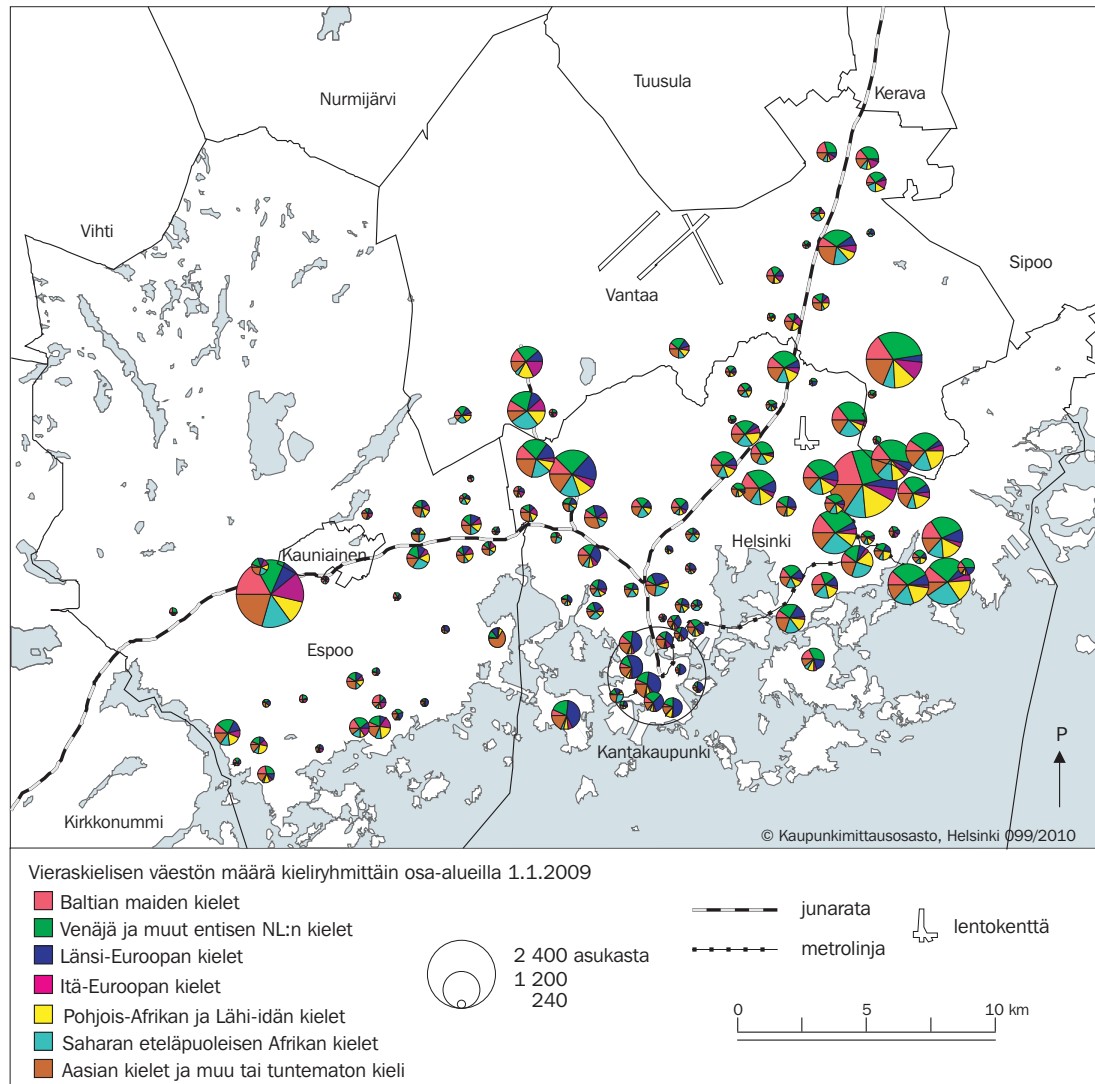 Tuusula
Kerava
Nurmijärvi
Vihti
Sipoo
Vantaa
Kauniainen
Helsinki
Espoo
Kantakaupunki
P
Kirkkonummi
© Kaupunkimittausosasto, Helsinki 099/2010
Vieraskielisen väestön määrä kieliryhmittäin osa-alueilla 1.1.2009
Baltian maiden kielet
Venäjä ja muut entisen NL:n kielet
Länsi-Euroopan kielet
Itä-Euroopan kielet
Pohjois-Afrikan ja Lähi-idän kielet
Saharan eteläpuoleisen Afrikan kielet
Aasian kielet ja muu tai tuntematon kieli
2 400 asukasta
1 200
240
junarata
metrolinja
lentokenttä
0 5 10 km